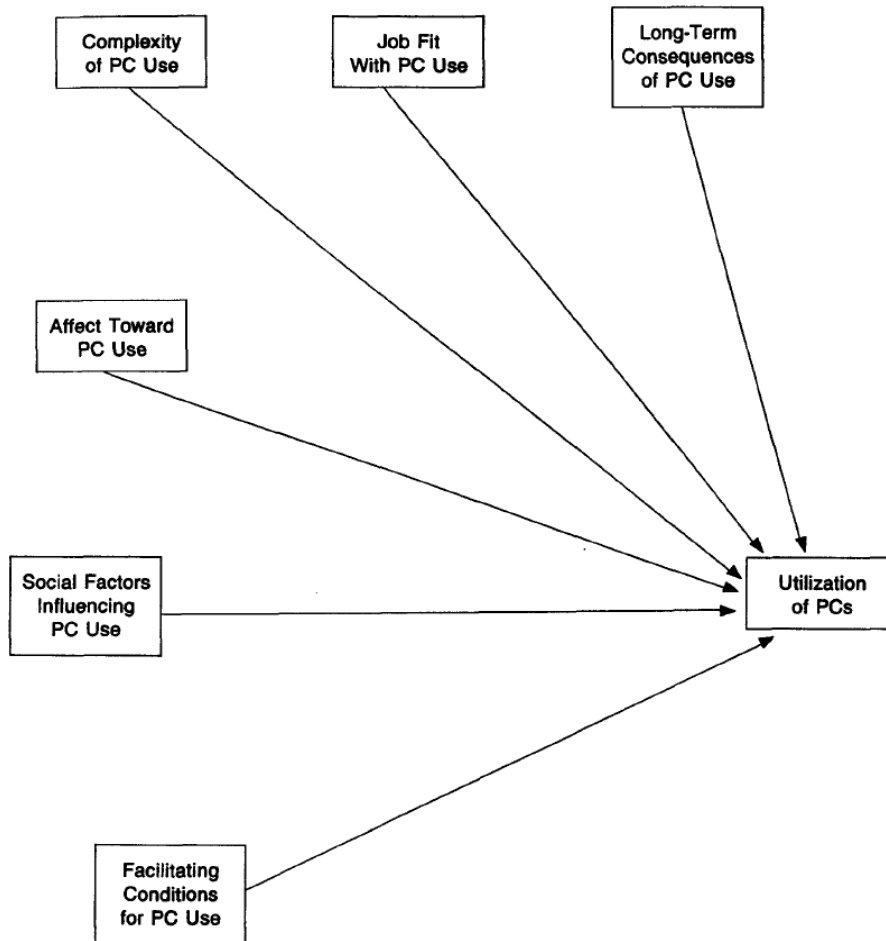 Complexity
of PC Use
Job Fit
With PC Use
Long-Term
Consequences
of PC Use
Affect Toward
PC Use
Social Factors
Influencing
PC Use
Utilization
of PCs
Facilitating
Conditions
for PC Use